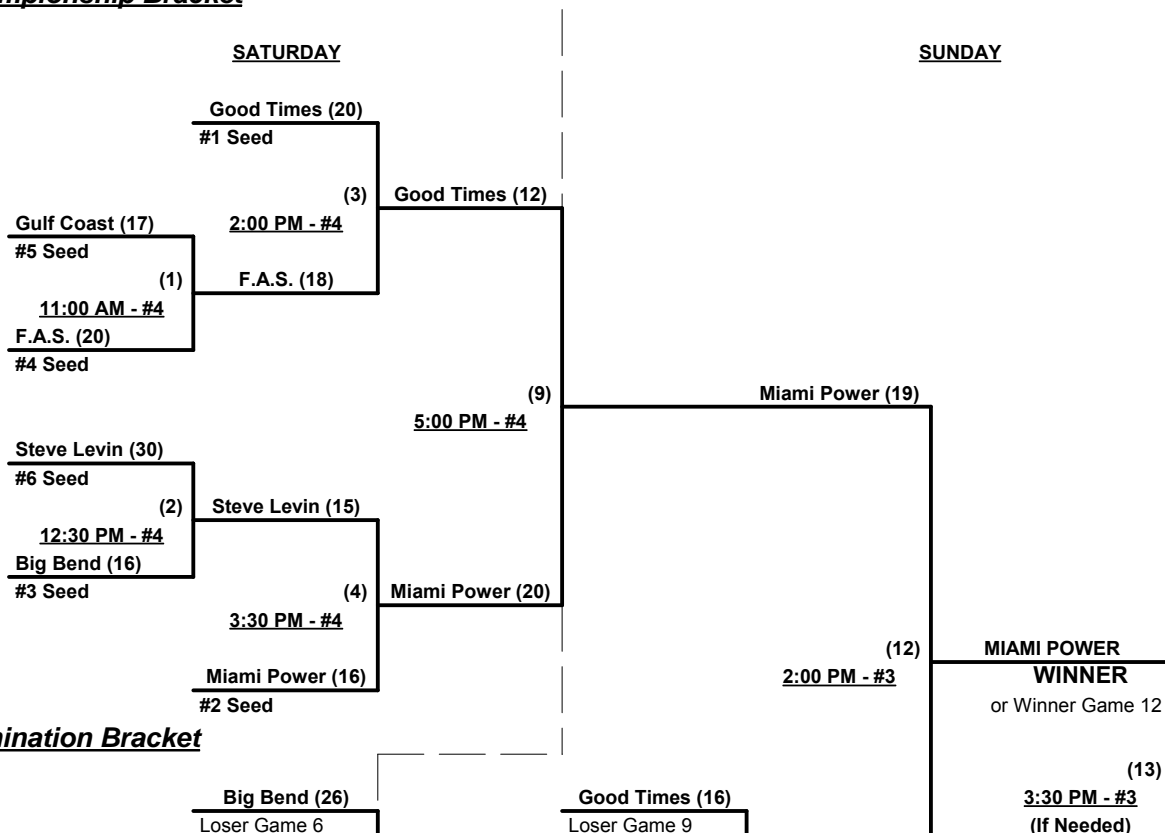 SATURDAY
SUNDAY
Good Times (20)
#1 Seed
(3)
Good Times (12)
2:00 PM - #4
Gulf Coast (17)
#5 Seed
(1)
F.A.S. (18)
11:00 AM - #4
F.A.S. (20)
#4 Seed
(9)
Miami Power (19)
5:00 PM - #4
Steve Levin (30)
#6 Seed
(2)
Steve Levin (15)
12:30 PM - #4
Big Bend (16)
#3 Seed
(4)
Miami Power (20)
3:30 PM - #4
Miami Power (16)
#2 Seed
(12)
MIAMI POWER
2:00 PM - #3
WINNER
or Winner Game 12
Bracket
(13)
Big Bend (26)
Good Times (16)
3:30 PM - #3
Loser Game 6
Loser Game 9
(If Needed)